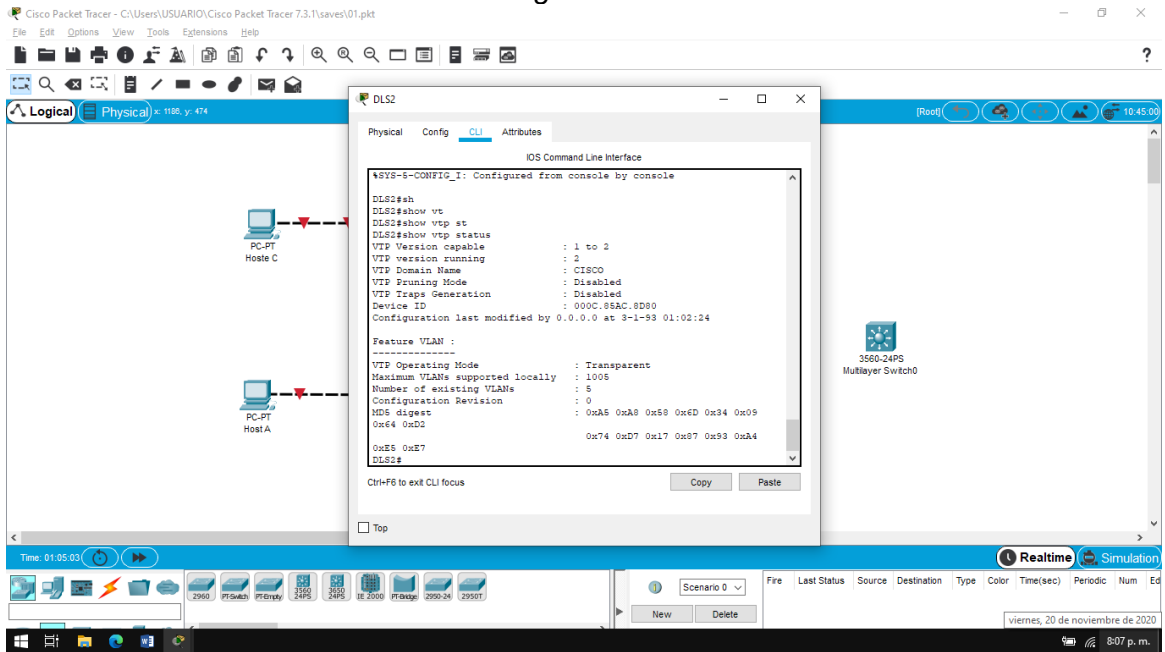 Cisco Packet Tracer - C:\Users\USUARIO\Cisco Packet Tracer 7.3.1\saves\01.pkt
File Edit Options View Tools Extensions Help
?
Logical
Physical
x: 1186, y: 474
[Root]
10:45:00
PC-PT
Hoste C
PC-PT
Host A
3560-24PS
Multilayer Switch0
DLS2
Physical Config CLI Attributes
IOS Command Line Interface
%SYS-5-CONFIG_I: Configured from console by console
DLS2#sh
DLS2#show vt
DLS2#show vtp st
DLS2#show vtp status
VTP Version capable : 1 to 2
VTP version running : 2
VTP Domain Name : CISCO
VTP Pruning Mode : Disabled
VTP Traps Generation : Disabled
Device ID : 000C.85AC.8D80
Configuration last modified by 0.0.0.0 at 3-1-93 01:02:24
Feature VLAN :
--------------
VTP Operating Mode : Transparent
Maximum VLANs supported locally : 1005
Number of existing VLANs : 5
Configuration Revision : 0
MD5 digest : 0xA5 0xA8 0x58 0x6D 0x34 0x09
0x64 0xD2
0x74 0xD7 0x17 0x87 0x93 0xA4
0xE5 0xE7
DLS2#
Ctrl+F6 to exit CLI focus
Copy Paste
Top
Time: 01:05:03
Realtime
Simulation
2960 PT-Switch PT-Empty 3560 24PS 3650 24PS IE 2000 PT-Bridge 2950-24 2950T
Scenario 0
New Delete
Fire Last Status Source Destination Type Color Time(sec) Periodic Num Ed
viernes, 20 de noviembre de 2020
8:07 p. m.